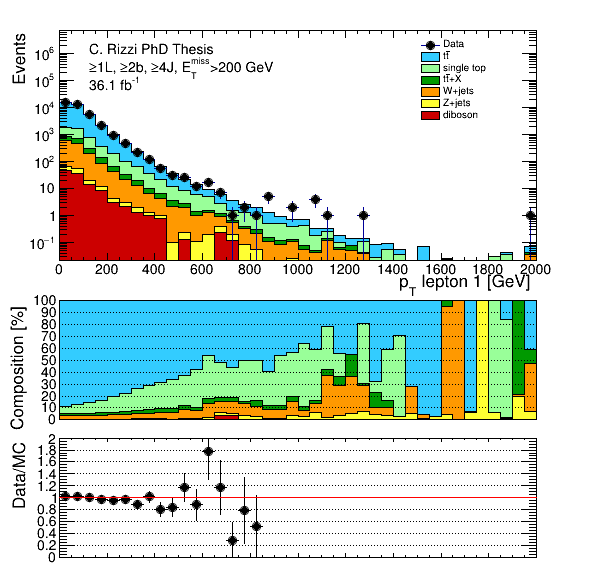 Events
C. Rizzi PhD Thesis
≥1L, ≥2b, ≥4J, E_T^miss>200 GeV
36.1 fb⁻¹
Data
tt̄
single top
tt̄+X
W+jets
Z+jets
diboson
10⁶
10⁵
10⁴
10³
10²
10
1
10⁻¹
0 200 400 600 800 1000 1200 1400 1600 1800 2000
p_T lepton 1 [GeV]
Composition [%]
100
90
80
70
60
50
40
30
20
10
0
Data/MC
2
1.8
1.6
1.4
1.2
1
0.8
0.6
0.4
0.2
0